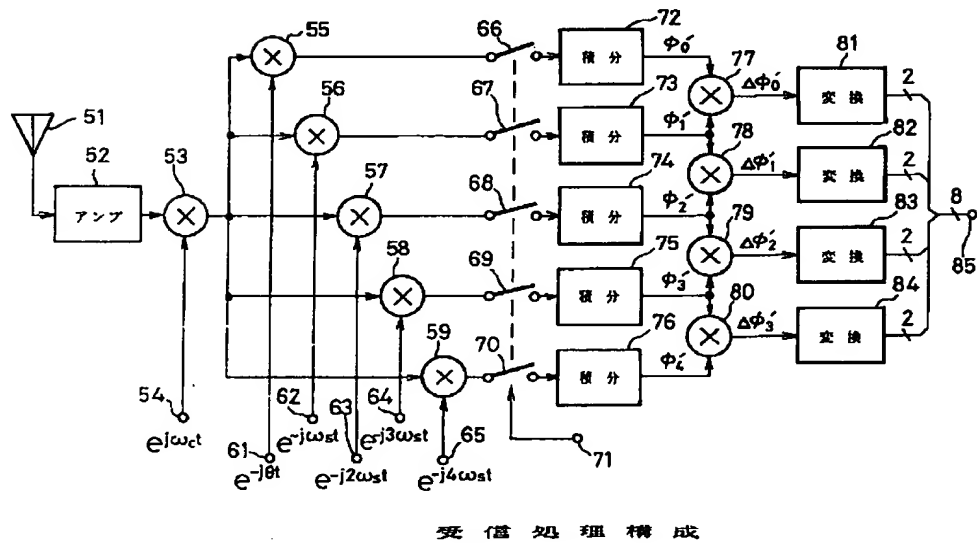 51
52
アンプ
53
54
e^jωct
55
61
e^-jθt
56
62
e^-jωst
57
63
e^-j2ωst
58
64
e^-j3ωst
59
65
e^-j4ωst
66
67
68
69
70
71
72
積分
73
積分
74
積分
75
積分
76
積分
Φ0′
Φ1′
Φ2′
Φ3′
Φ4′
77
78
79
80
ΔΦ0′
ΔΦ1′
ΔΦ2′
ΔΦ3′
81
変換
82
変換
83
変換
84
変換
2
2
2
2
8
85
受信処理構成